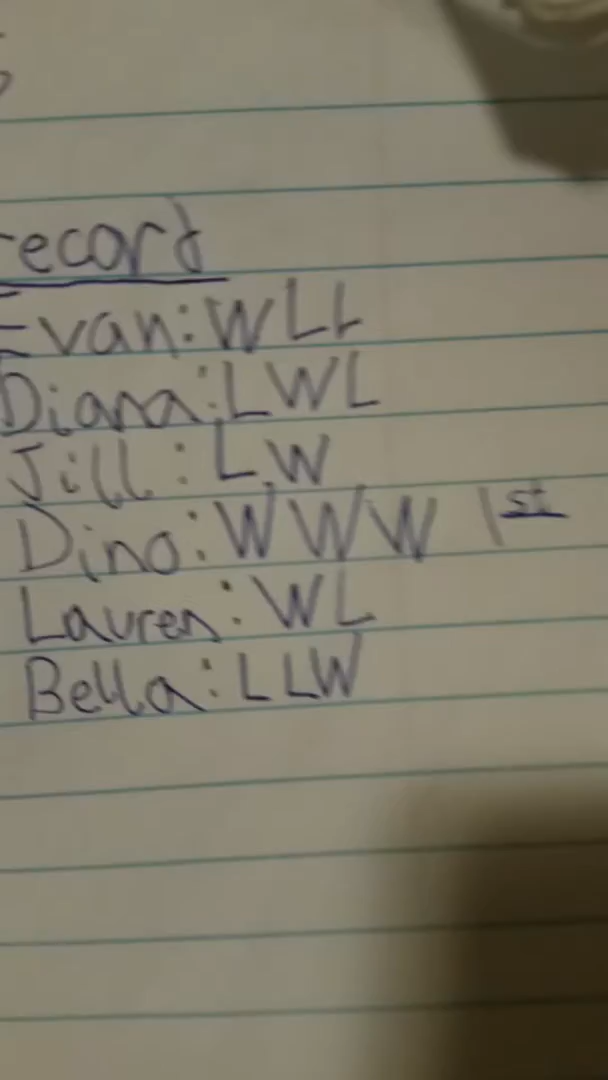 record
Evan: WLL
Diana: LWL
Jill: LW
Dino: WWW 1st
Lauren: WL
Bella: LLW